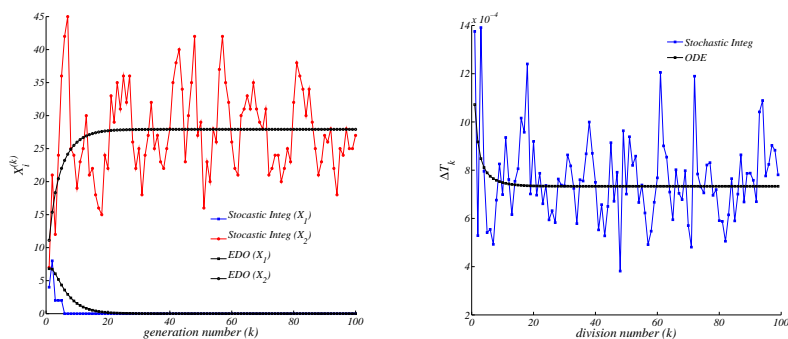 45
40
35
30
25
20
15
10
5
0
X_i^(k)
Stocastic Integ (X_1)
Stocastic Integ (X_2)
EDO (X_1)
EDO (X_2)
0 20 40 60 80 100
generation number (k)
14 x 10^-4
12
10
8
6
4
2
ΔT_k
Stochastic Integ
ODE
0 20 40 60 80 100
division number (k)